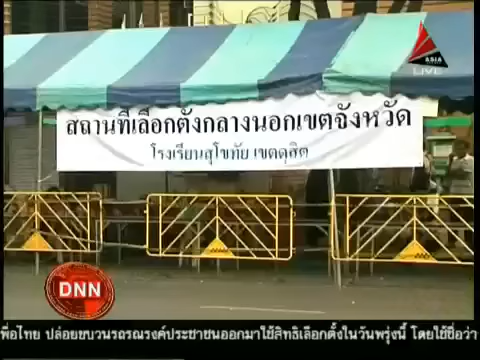 ASIA
LIVE
สถานที่เลือกตั้งกลางนอกเขตจังหวัด
โรงเรียนสุโขทัย เขตดุสิต
DNN
พื่อไทย ปล่อยขบวนรถรณรงค์ประชาชนออกมาใช้สิทธิเลือกตั้งในวันพรุ่งนี้ โดยใช้ชื่อว่า